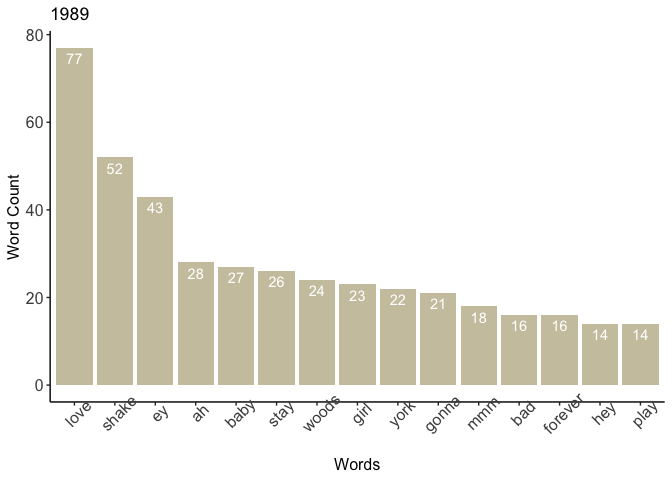 1989
80
60
40
20
0
Word Count
77
52
43
28
27
26
24
23
22
21
18
16
16
14
14
love
shake
ey
ah
baby
stay
woods
girl
york
gonna
mmm
bad
forever
hey
play
Words